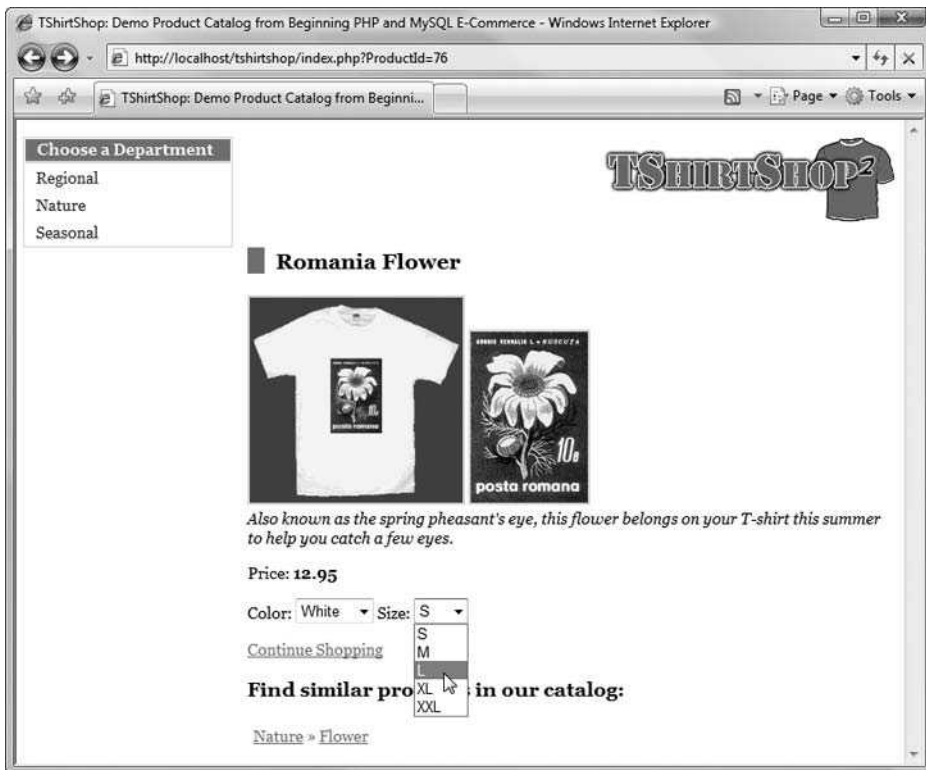 TShirtShop: Demo Product Catalog from Beginning PHP and MySQL E-Commerce - Windows Internet Explorer
http://localhost/tshirtshop/index.php?ProductId=76
TShirtShop: Demo Product Catalog from Beginni...
Page
Tools
Choose a Department
Regional
Nature
Seasonal
TSHIRTSHOP2
Romania Flower
posta romana
10B
posta romana
Also known as the spring pheasant's eye, this flower belongs on your T-shirt this summer
to help you catch a few eyes.
Price: 12.95
Color: White Size: S
S
M
L
XL
XXL
Continue Shopping
Find similar pro in our catalog:
Nature » Flower